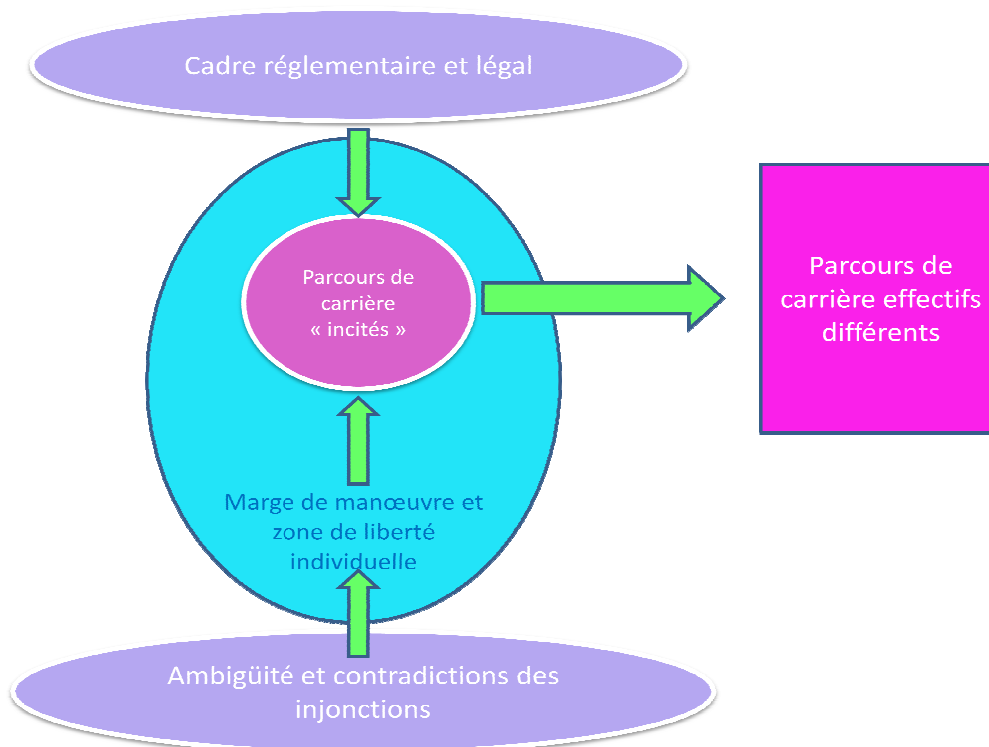 Cadre réglementaire et légal
Parcours de
carrière
« incités »
Parcours de
carrière effectifs
différents
Marge de manœuvre et
zone de liberté
individuelle
Ambigüité et contradictions des
injonctions